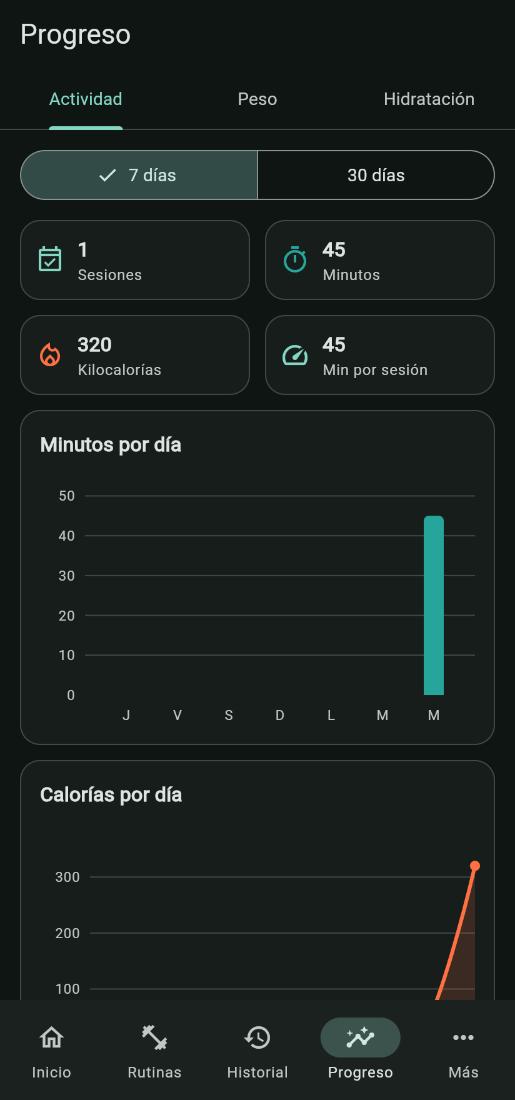 Progreso
Actividad Peso Hidratación
7 días 30 días
1 45
Sesiones Minutos
320 45
Kilocalorías Min por sesión
Minutos por día
50
40
30
20
10
0
J V S D L M M
Calorías por día
300
200
100
Inicio Rutinas Historial Progreso Más